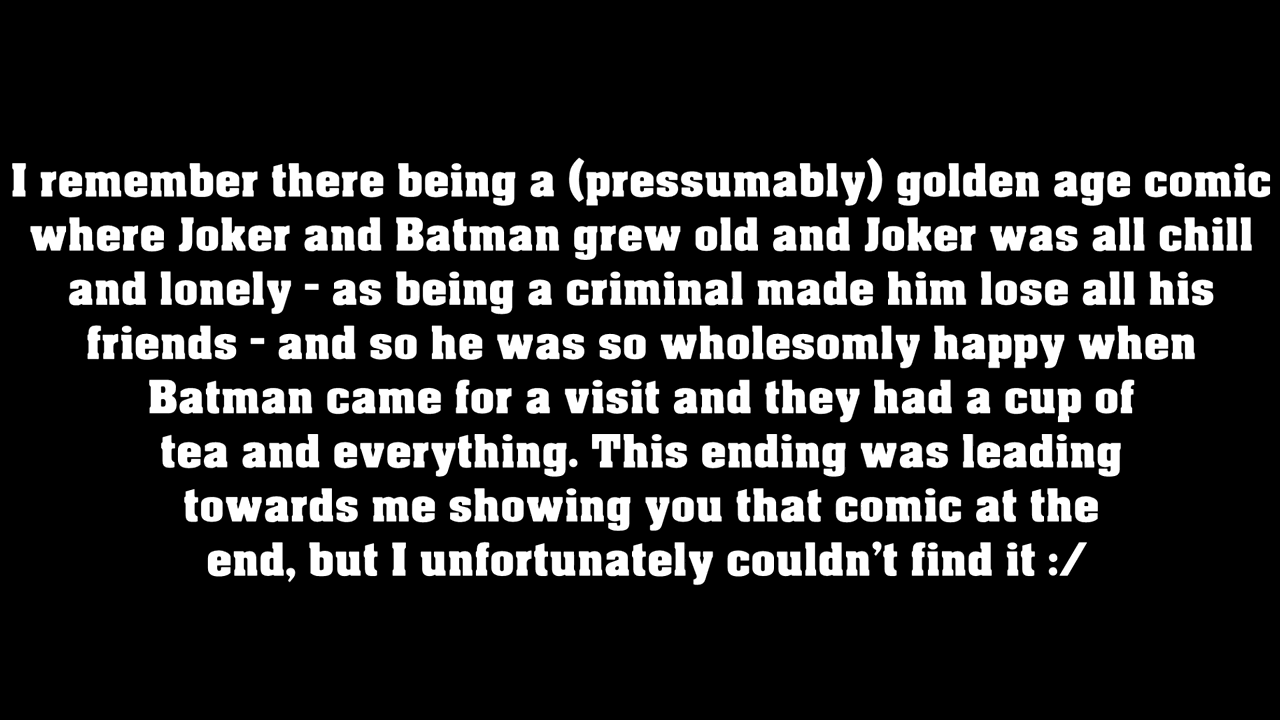 I remember there being a (pressumably) golden age comic
where Joker and Batman grew old and Joker was all chill
and lonely - as being a criminal made him lose all his
friends - and so he was so wholesomly happy when
Batman came for a visit and they had a cup of
tea and everything. This ending was leading
towards me showing you that comic at the
end, but I unfortunately couldn't find it :/